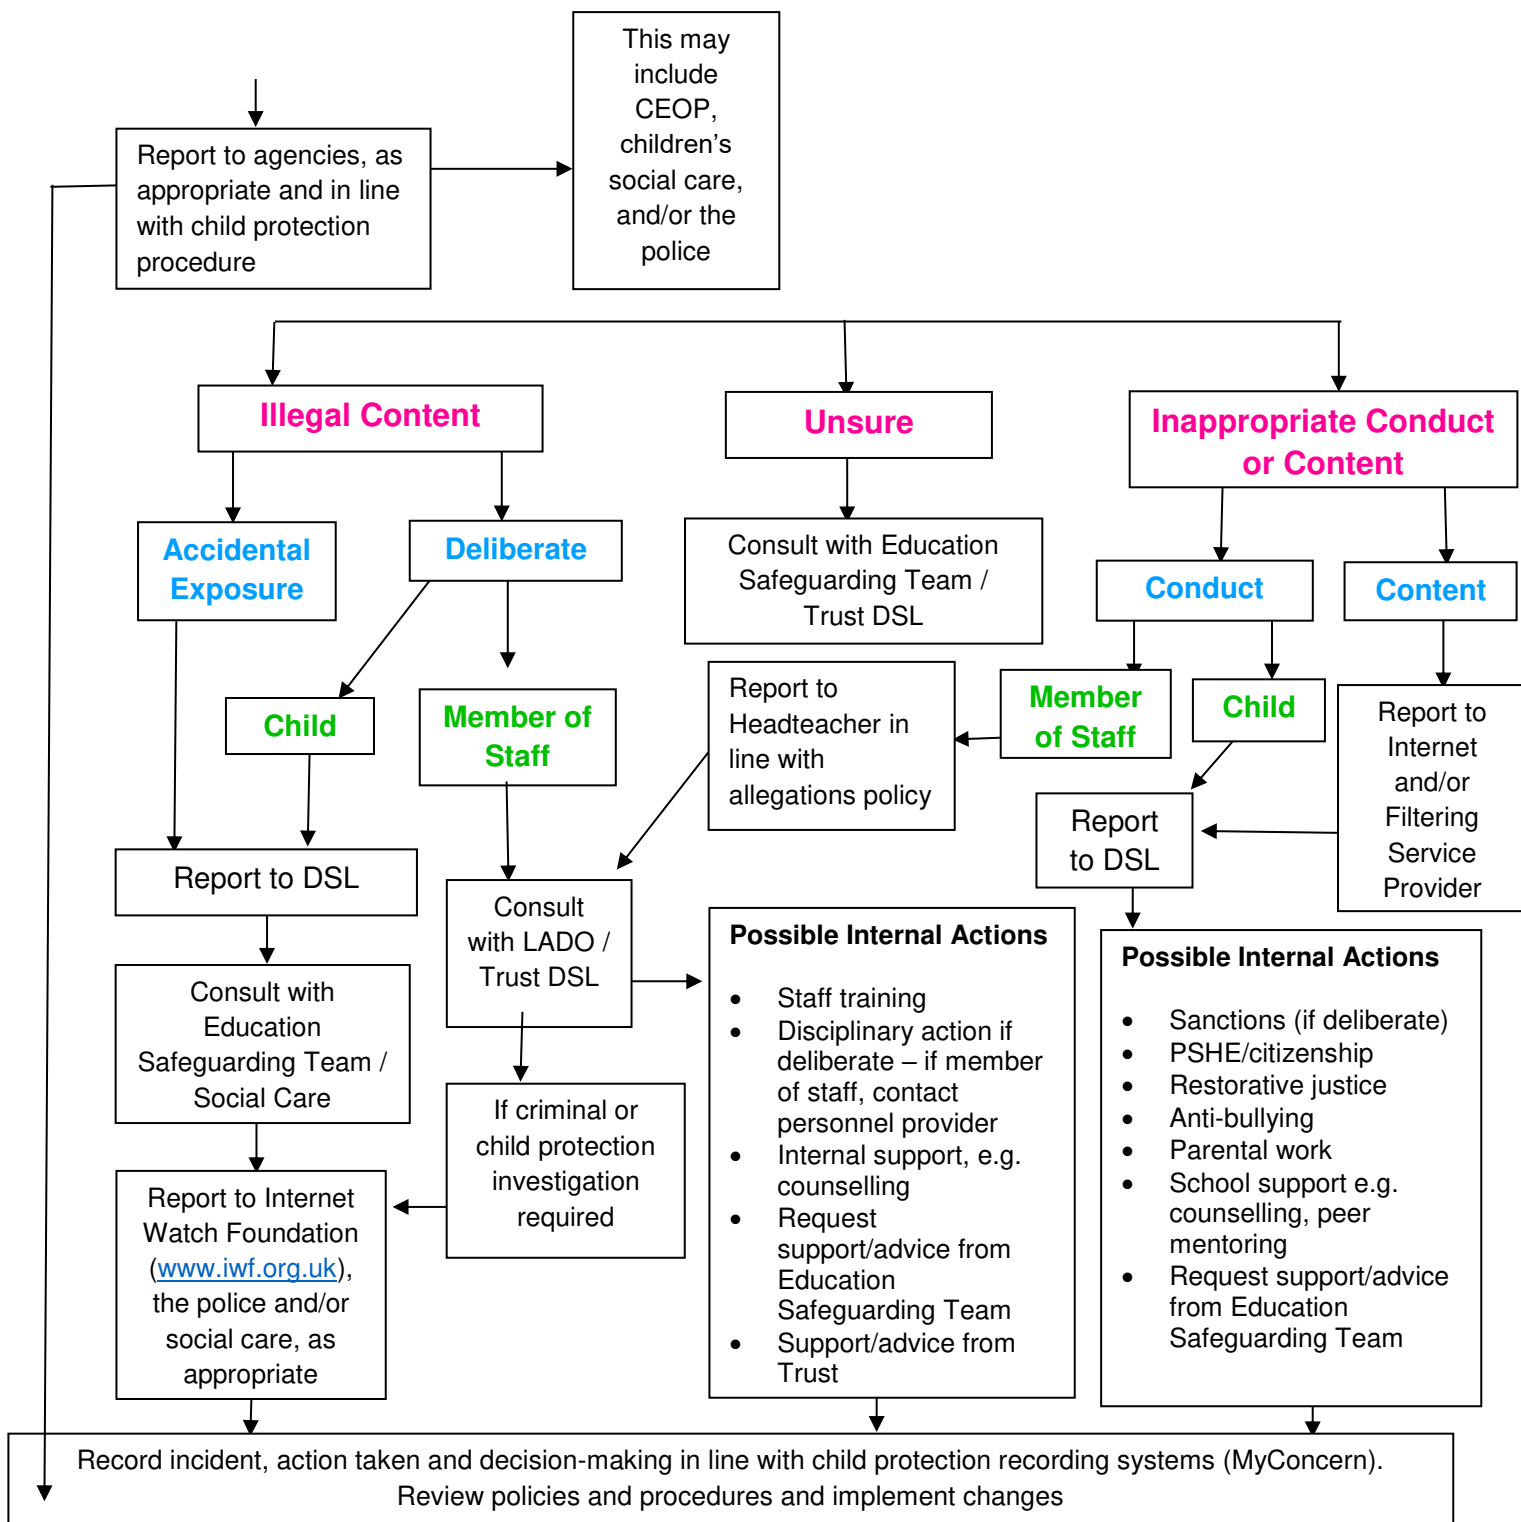 This may
include
CEOP,
children’s
social care,
and/or the
police
Report to agencies, as
appropriate and in line
with child protection
procedure
Illegal Content
Unsure
Inappropriate Conduct
or Content
Accidental
Exposure
Deliberate
Consult with Education
Safeguarding Team /
Trust DSL
Conduct
Content
Child
Member of
Staff
Report to
Headteacher in
line with
allegations policy
Member
of Staff
Child
Report to
Internet
and/or
Filtering
Service
Provider
Report to DSL
Report
to DSL
Consult
with LADO /
Trust DSL
Consult with
Education
Safeguarding Team /
Social Care
If criminal or
child protection
investigation
required
Report to Internet
Watch Foundation
(www.iwf.org.uk),
the police and/or
social care, as
appropriate
Possible Internal Actions
• Staff training
• Disciplinary action if
deliberate – if member
of staff, contact
personnel provider
• Internal support, e.g.
counselling
• Request
support/advice from
Education
Safeguarding Team
• Support/advice from
Trust
Possible Internal Actions
• Sanctions (if deliberate)
• PSHE/citizenship
• Restorative justice
• Anti-bullying
• Parental work
• School support e.g.
counselling, peer
mentoring
• Request support/advice
from Education
Safeguarding Team
Record incident, action taken and decision-making in line with child protection recording systems (MyConcern).
Review policies and procedures and implement changes